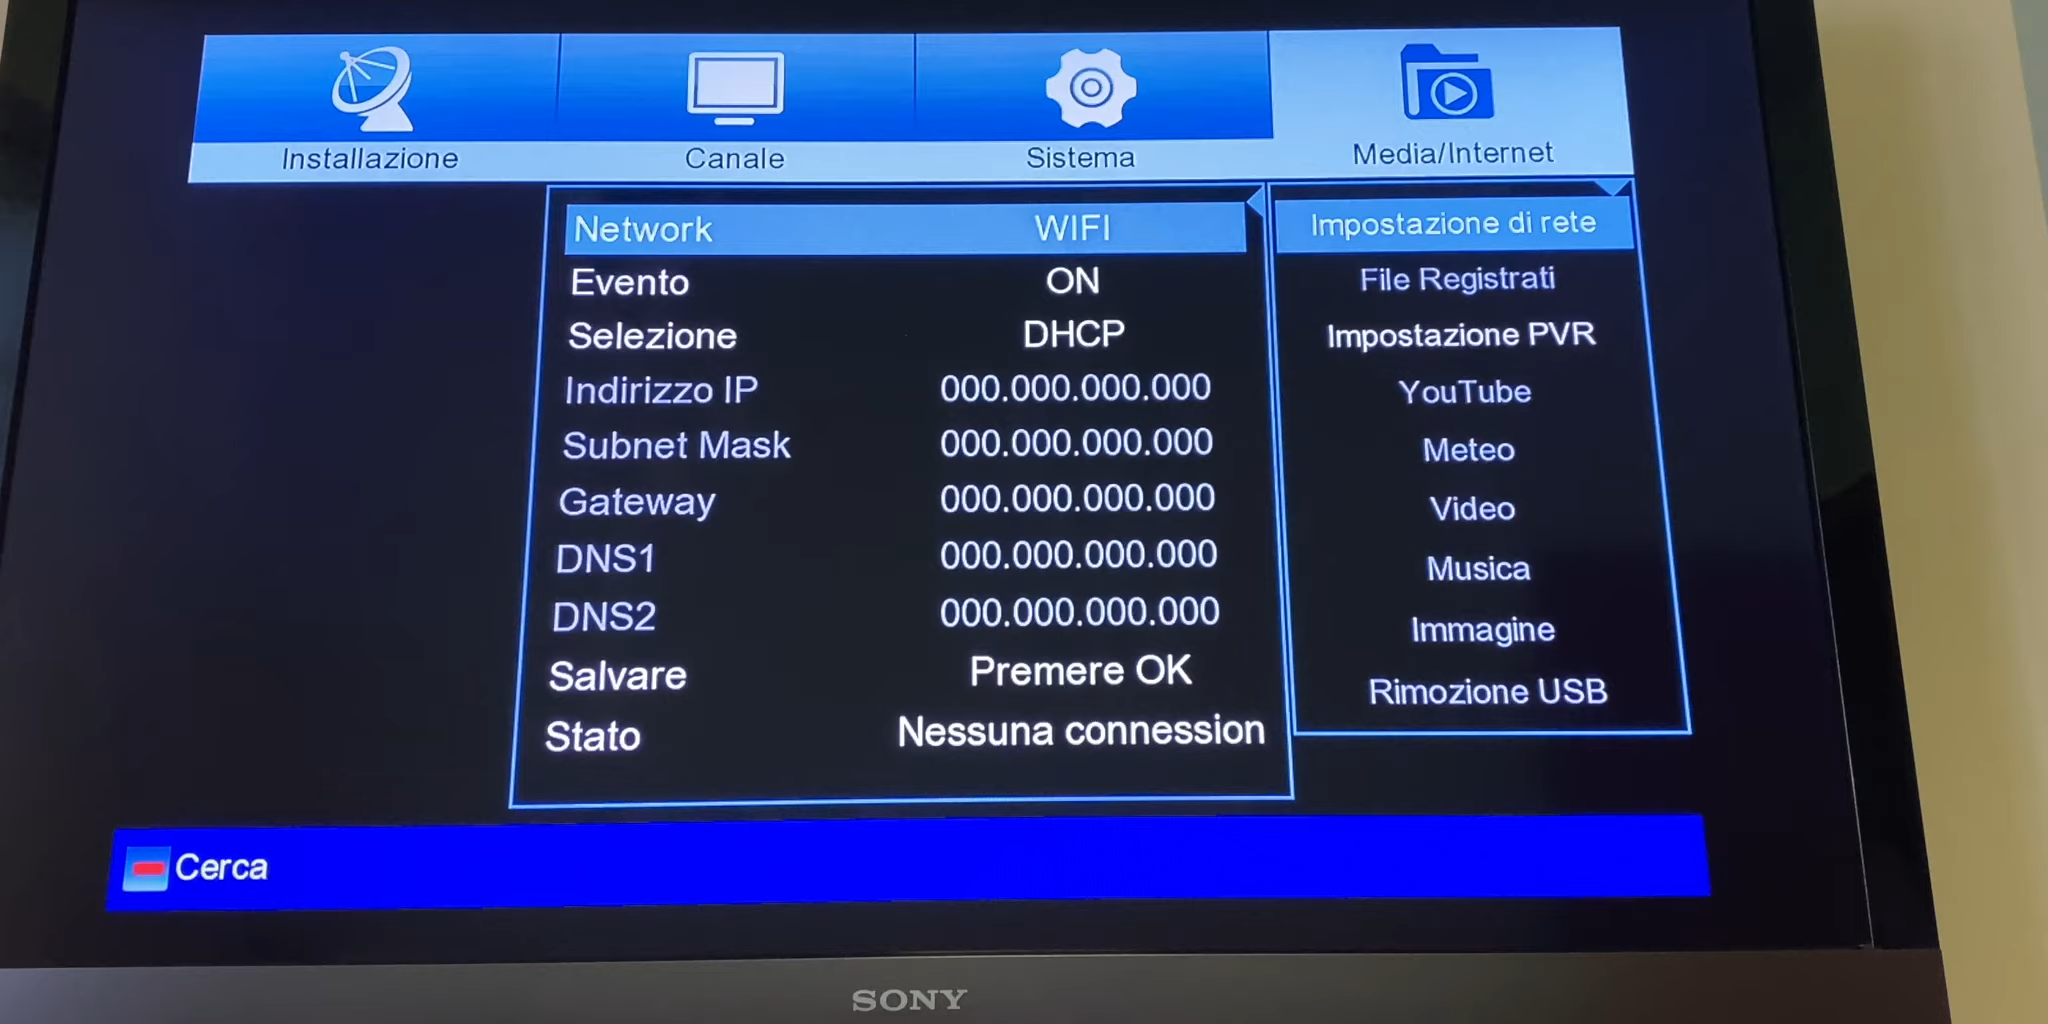 Installazione
Canale
Sistema
Media/Internet
Network WIFI
Evento ON
Selezione DHCP
Indirizzo IP 000.000.000.000
Subnet Mask 000.000.000.000
Gateway 000.000.000.000
DNS1 000.000.000.000
DNS2 000.000.000.000
Salvare Premere OK
Stato Nessuna connession
Impostazione di rete
File Registrati
Impostazione PVR
YouTube
Meteo
Video
Musica
Immagine
Rimozione USB
Cerca
SONY